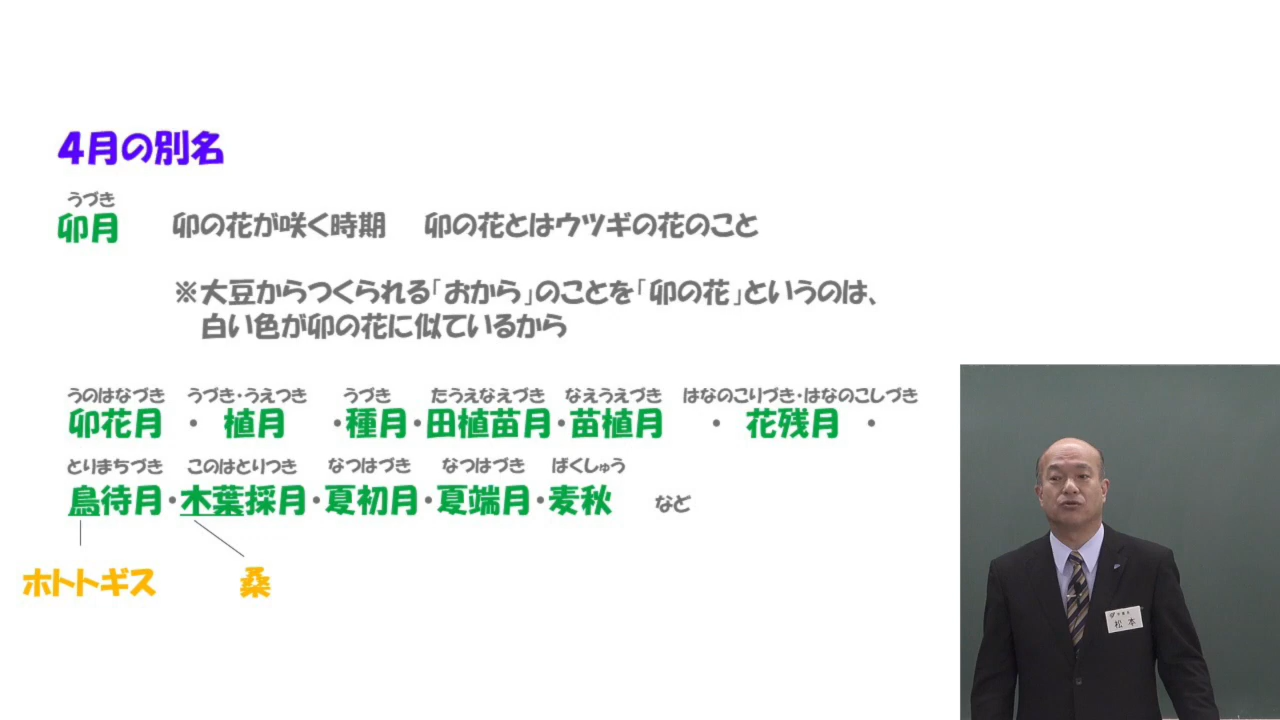 4月の別名
うづき
卯月 卯の花が咲く時期 卯の花とはウツギの花のこと
※大豆からつくられる「おから」のことを「卯の花」というのは、
白い色が卯の花に似ているから
うのはなづき うづき・うえつき うづき たうえなえづき なえうえづき はなのこりづき・はなのこしづき
卯花月・植月・種月・田植苗月・苗植月・花残月・
とりまちづき このはとりつき なつはづき なつはづき ばくしゅう
鳥待月・木葉採月・夏初月・夏端月・麦秋 など
ホトトギス 桑
松本